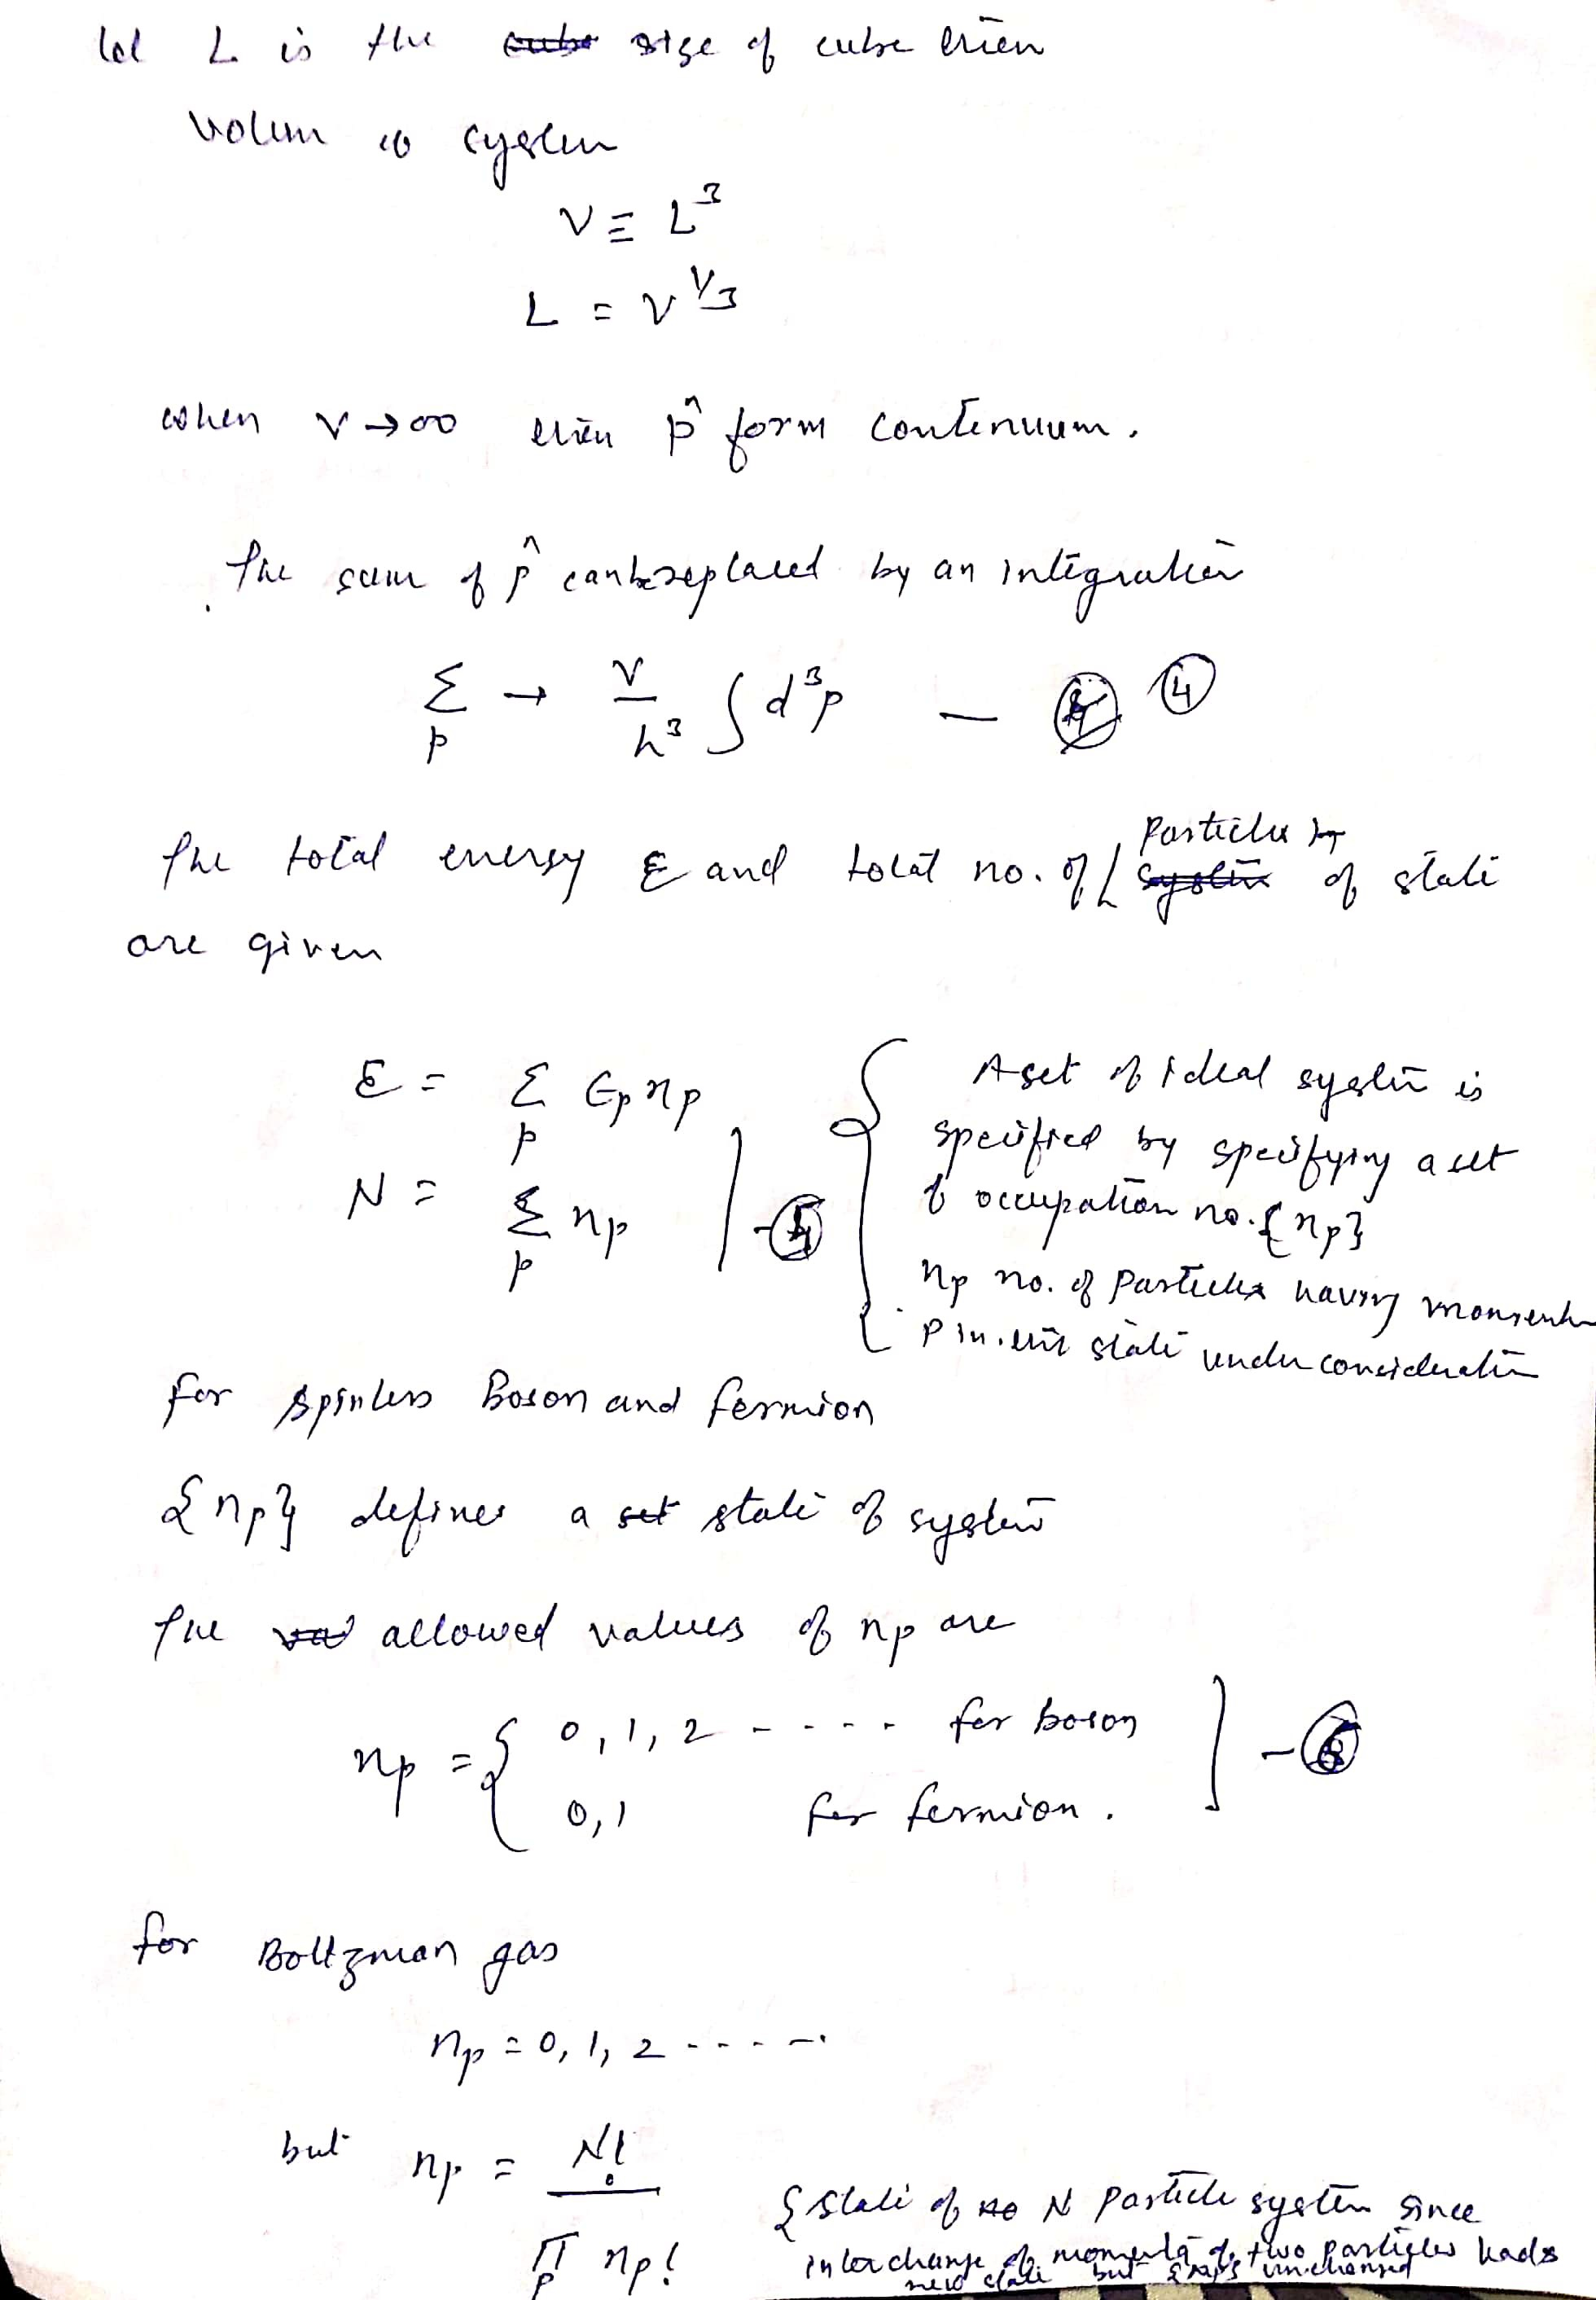 let L is the size of cube then
volum is system
V ≡ L³
L = V^1/3
when V → ∞ then p̂ form continuum.
The sum of p̂ can be replaced by an integration
Σ_p → V/h³ ∫ d³p — ④
The total energy E and total no. of particles of state
are given
E = Σ_p ϵ_p n_p
N = Σ_p n_p — ⑤
{ A set of ideal system is
specified by specifying a set
of occupation no. {n_p}
n_p no. of particles having momentum
p in the state under consideration
for spinless Boson and fermion
{n_p} defines a state of system
The allowed values of n_p are
n_p = { 0, 1, 2 - - - - for boson
0, 1 for fermion. ] — ⑥
for Boltzman gas
n_p = 0, 1, 2 - - - -
but n_p = N! / Π_p n_p!
{ State of N particle system since
interchange of momenta of two particles leads
new state but {n_p} unchanged